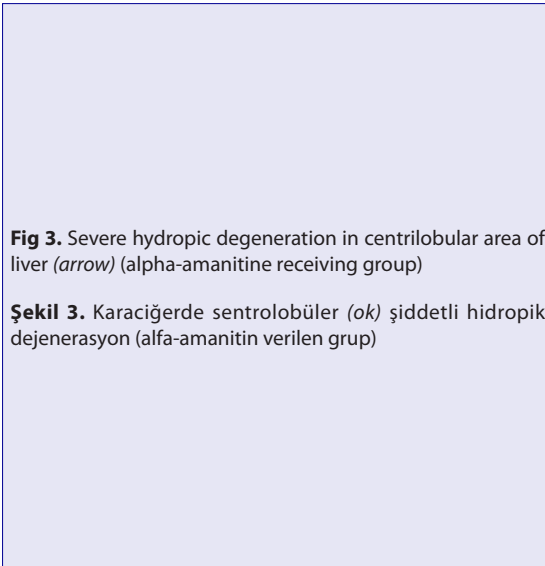 Fig 3. Severe hydropic degeneration in centrilobular area of
liver (arrow) (alpha-amanitine receiving group)
Şekil 3. Karaciğerde sentrolobüler (ok) şiddetli hidropik
dejenerasyon (alfa-amanitin verilen grup)